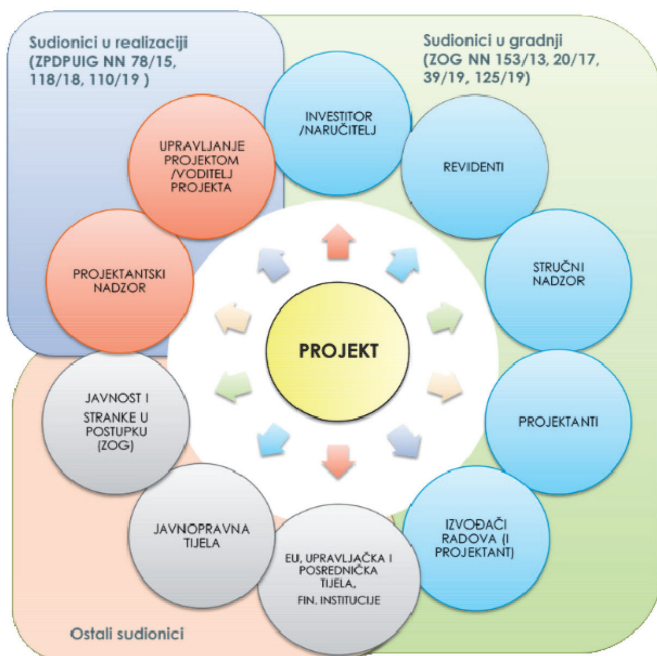 Sudionici u realizaciji
(ZPDPUIG NN 78/15,
118/18, 110/19 )
Sudionici u gradnji
(ZOG NN 153/13, 20/17,
39/19, 125/19)
INVESTITOR
/NARUČITELJ
UPRAVLJANJE
PROJEKTOM
/VODITELJ
PROJEKTA
REVIDENTI
PROJEKTANTSKI
NADZOR
STRUČNI
NADZOR
PROJEKT
JAVNOST I
STRANKE U
POSTUPKU
(ZOG)
PROJEKTANTI
JAVNOPRAVNA
TIJELA
IZVOĐAČI
RADOVA (I
PROJEKTANT)
EU, UPRAVLJAČKA I
POSREDNIČKA
TIJELA,
FIN. INSTITUCIJE
Ostali sudionici